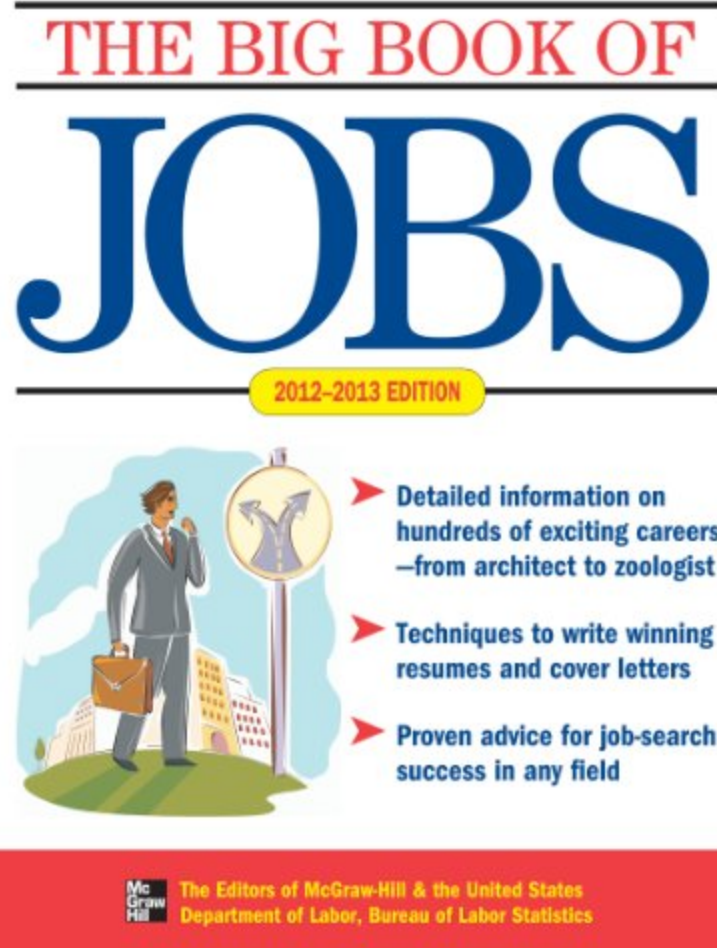 THE BIG BOOK OF
JOBS
2012–2013 EDITION
Detailed information on
hundreds of exciting careers
—from architect to zoologist
Techniques to write winning
resumes and cover letters
Proven advice for job-search
success in any field
Mc
Graw
Hill
The Editors of McGraw-Hill & the United States
Department of Labor, Bureau of Labor Statistics